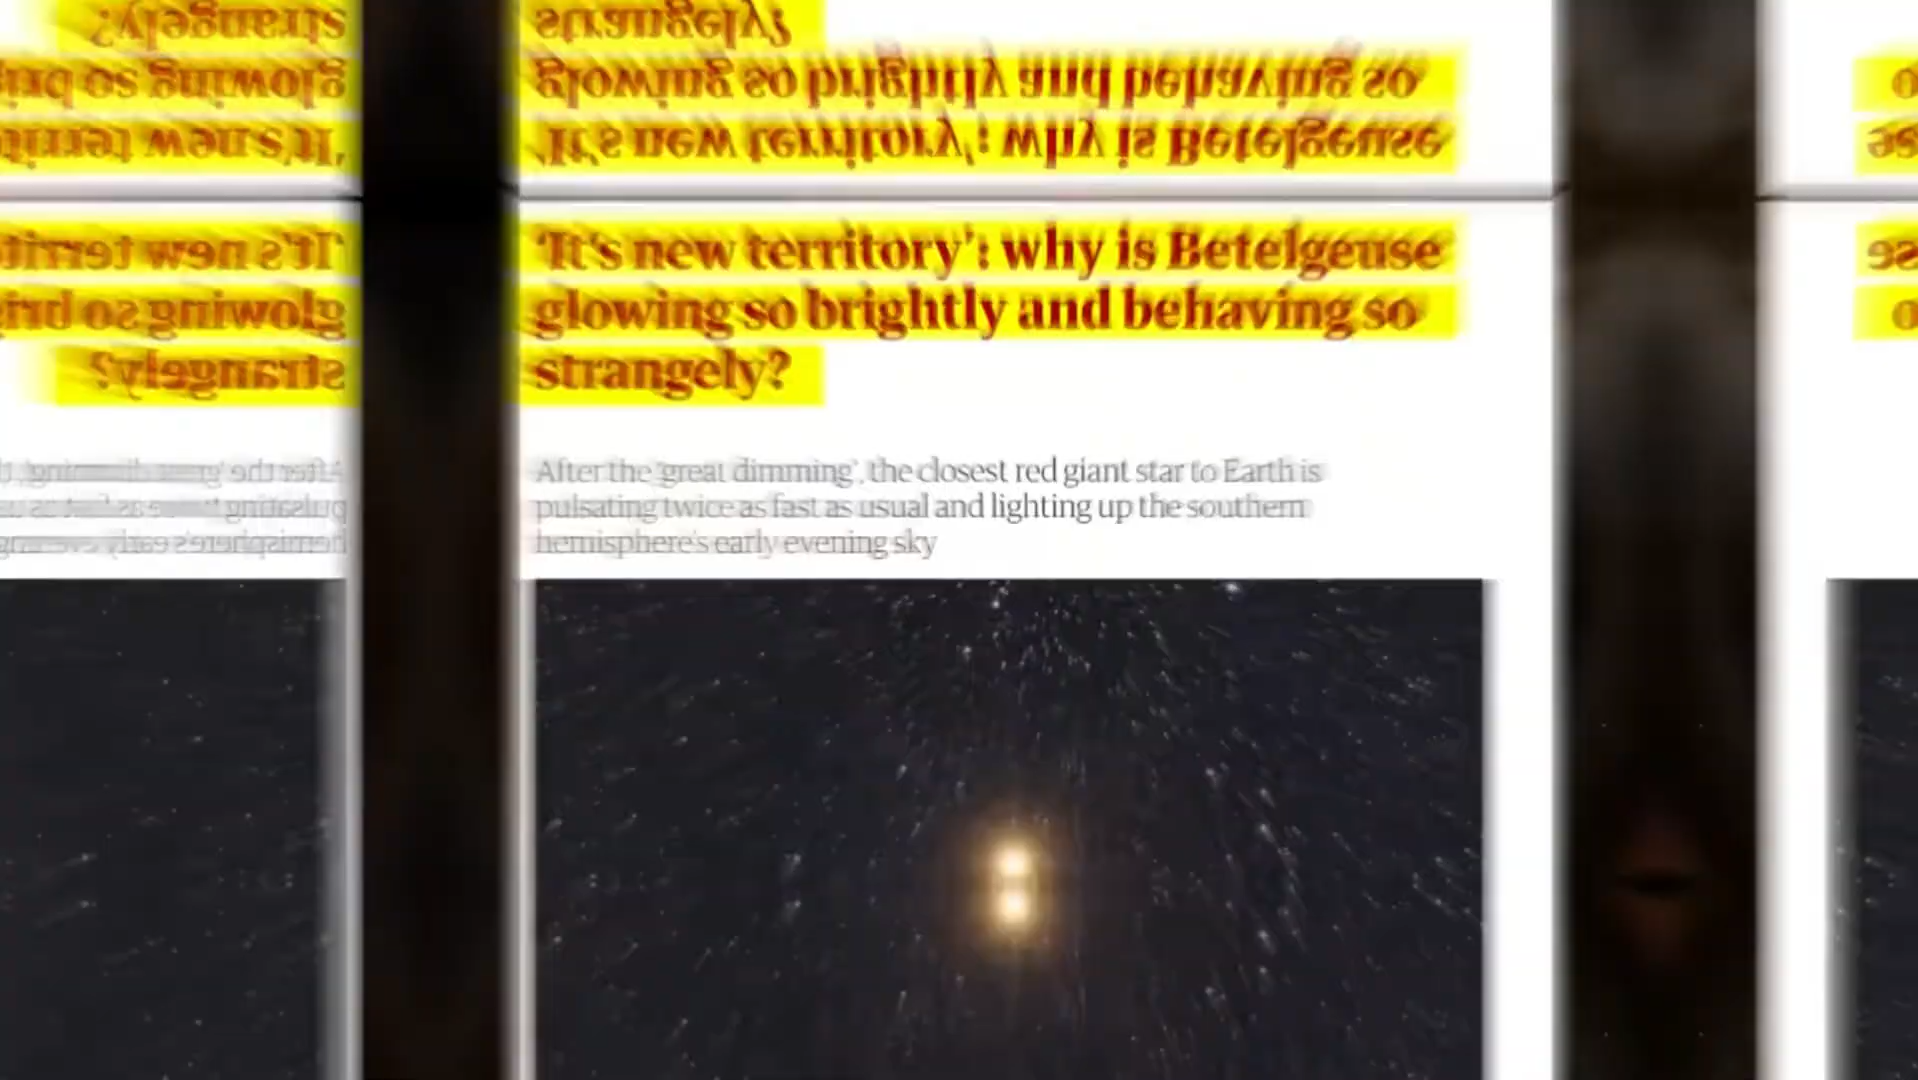 'It's new territory': why is Betelgeuse
glowing so brightly and behaving so
strangely?
After the 'great dimming', the closest red giant star to Earth is
pulsating twice as fast as usual and lighting up the southern
hemisphere's early evening sky